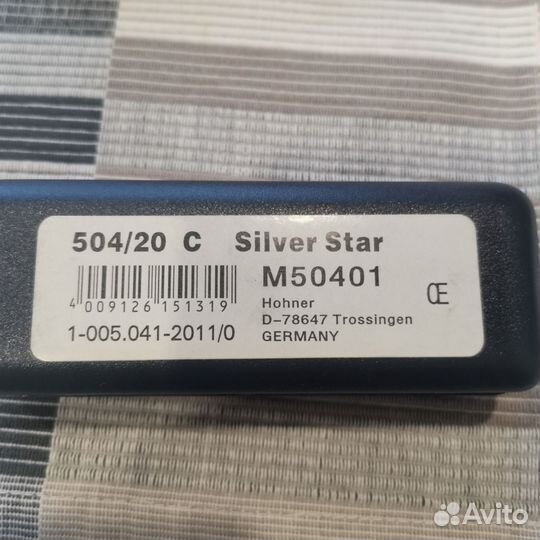 504/20 C Silver Star
M50401
4 009126 151319
Hohner
D-78647 Trossingen
1-005.041-2011/0
GERMANY
CE
Avito